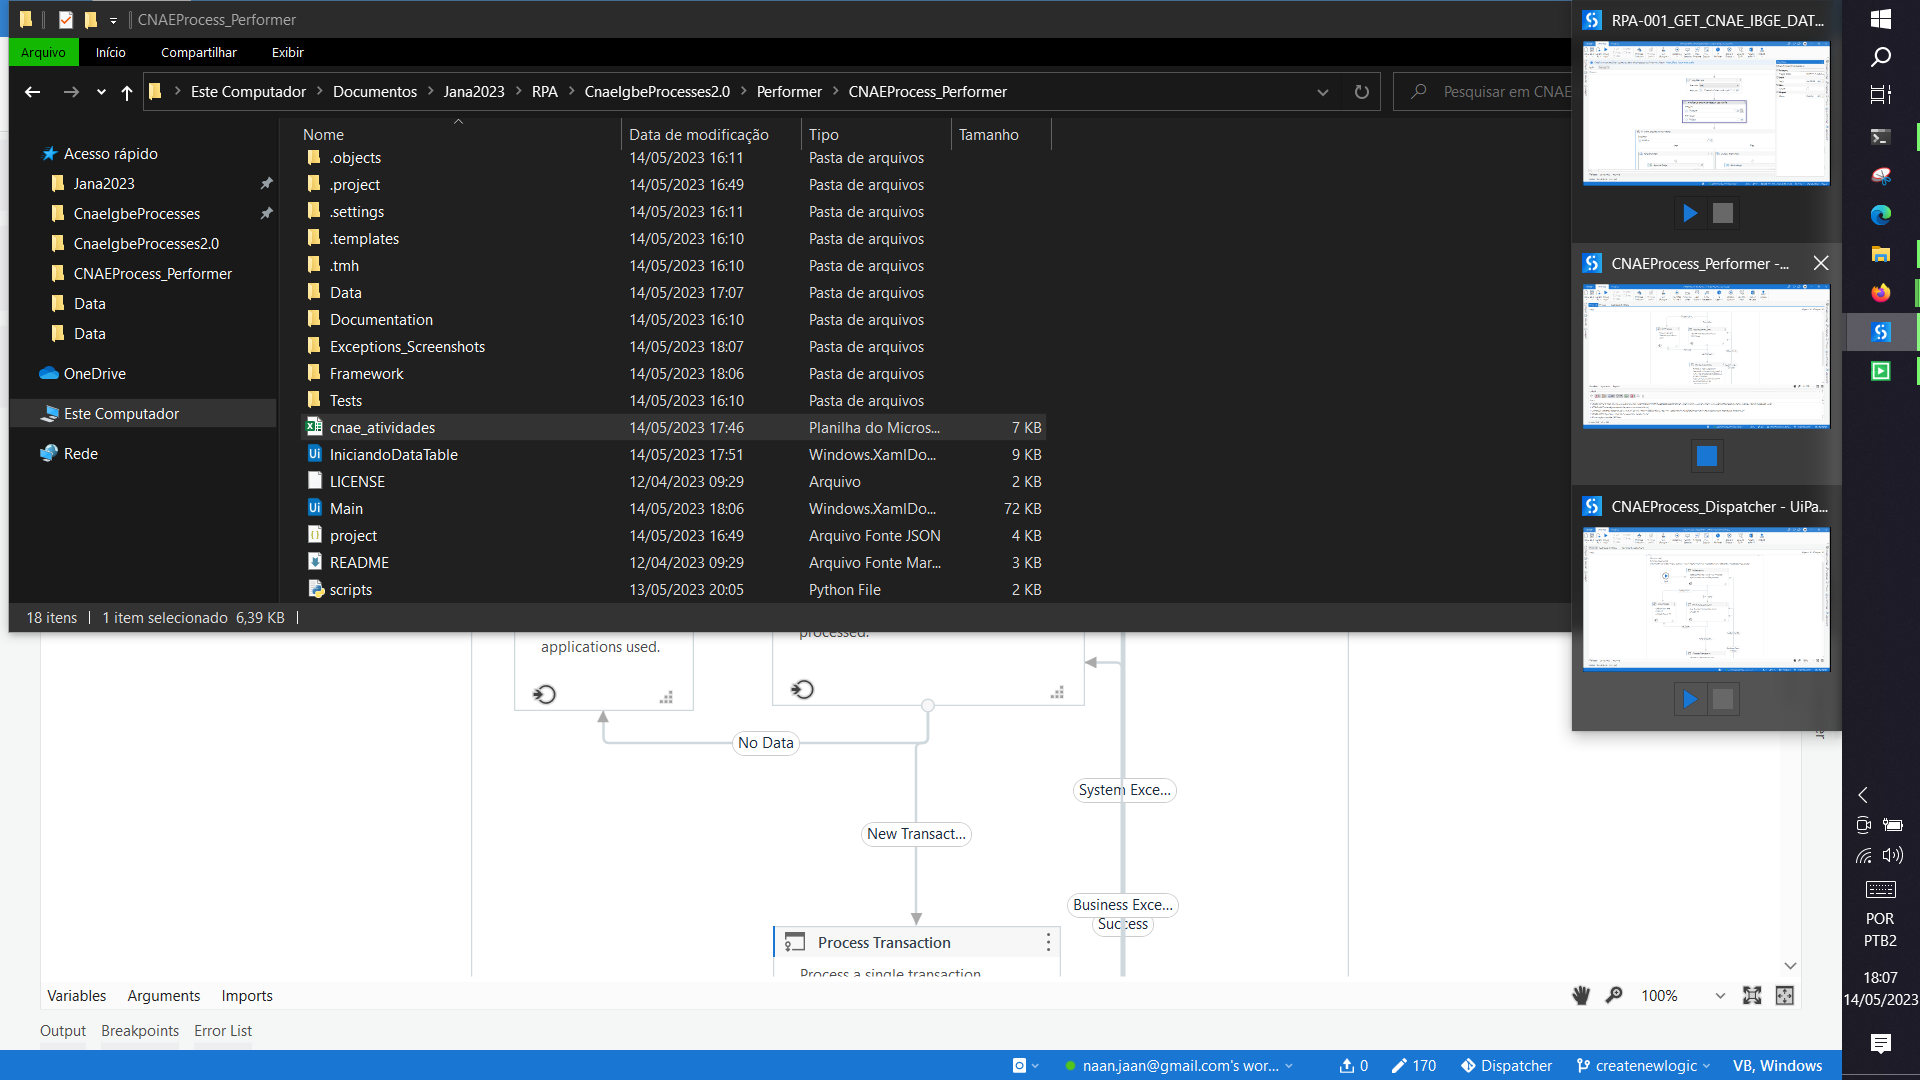 CNAEProcess_Performer
Arquivo Início Compartilhar Exibir
Este Computador Documentos Jana2023 RPA CnaeIgbeProcesses2.0 Performer CNAEProcess_Performer
Pesquisar em CNAE
Acesso rápido
Jana2023
CnaeIgbeProcesses
CnaeIgbeProcesses2.0
CNAEProcess_Performer
Data
Data
OneDrive
Este Computador
Rede
Nome Data de modificação Tipo Tamanho
.objects 14/05/2023 16:11 Pasta de arquivos
.project 14/05/2023 16:49 Pasta de arquivos
.settings 14/05/2023 16:11 Pasta de arquivos
.templates 14/05/2023 16:10 Pasta de arquivos
.tmh 14/05/2023 16:10 Pasta de arquivos
Data 14/05/2023 17:07 Pasta de arquivos
Documentation 14/05/2023 16:10 Pasta de arquivos
Exceptions_Screenshots 14/05/2023 18:07 Pasta de arquivos
Framework 14/05/2023 18:06 Pasta de arquivos
Tests 14/05/2023 16:10 Pasta de arquivos
cnae_atividades 14/05/2023 17:46 Planilha do Micros... 7 KB
IniciandoDataTable 14/05/2023 17:51 Windows.XamlDo... 9 KB
LICENSE 12/04/2023 09:29 Arquivo 2 KB
Main 14/05/2023 18:06 Windows.XamlDo... 72 KB
project 14/05/2023 16:49 Arquivo Fonte JSON 4 KB
README 12/04/2023 09:29 Arquivo Fonte Mar... 3 KB
scripts 13/05/2023 20:05 Python File 2 KB
18 itens 1 item selecionado 6,39 KB
RPA-001_GET_CNAE_IBGE_DAT...
CNAEProcess_Performer -...
CNAEProcess_Dispatcher - UiPa...
applications used.
processed.
No Data
System Exce...
New Transact...
Business Exce...
Success
Process Transaction
Process a single transaction
Variables Arguments Imports
100%
Output Breakpoints Error List
naan.jaan@gmail.com's wor... 0 170 Dispatcher createnewlogic VB, Windows
POR
PTB2
18:07
14/05/2023